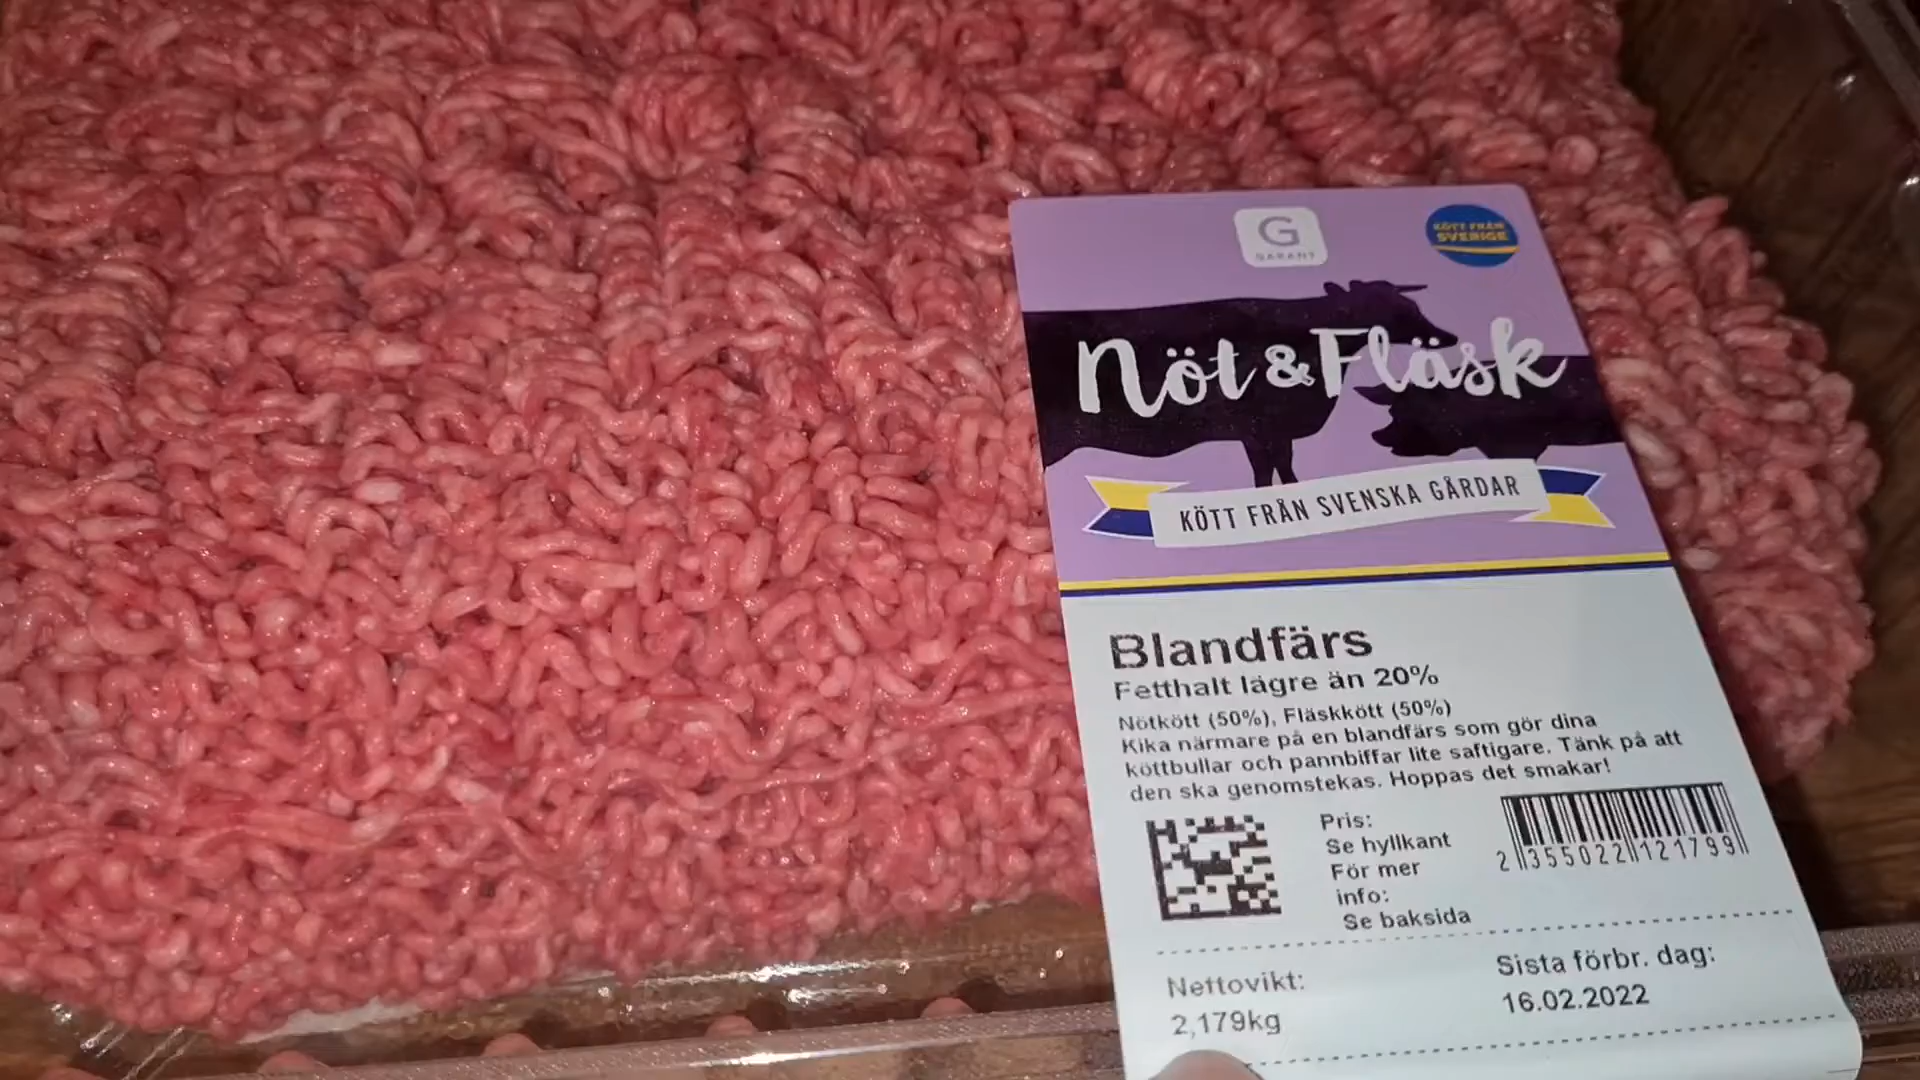 G
GARANT
KÖTT FRÅN
SVERIGE
Nöt & Fläsk
KÖTT FRÅN SVENSKA GÅRDAR
Blandfärs
Fetthalt lägre än 20%
Nötkött (50%), Fläskkött (50%)
Kika närmare på en blandfärs som gör dina
köttbullar och pannbiffar lite saftigare. Tänk på att
den ska genomstekas. Hoppas det smakar!
Pris:
Se hyllkant
För mer
info:
Se baksida
2 355022 121799
Nettovikt:
2,179kg
Sista förbr. dag:
16.02.2022